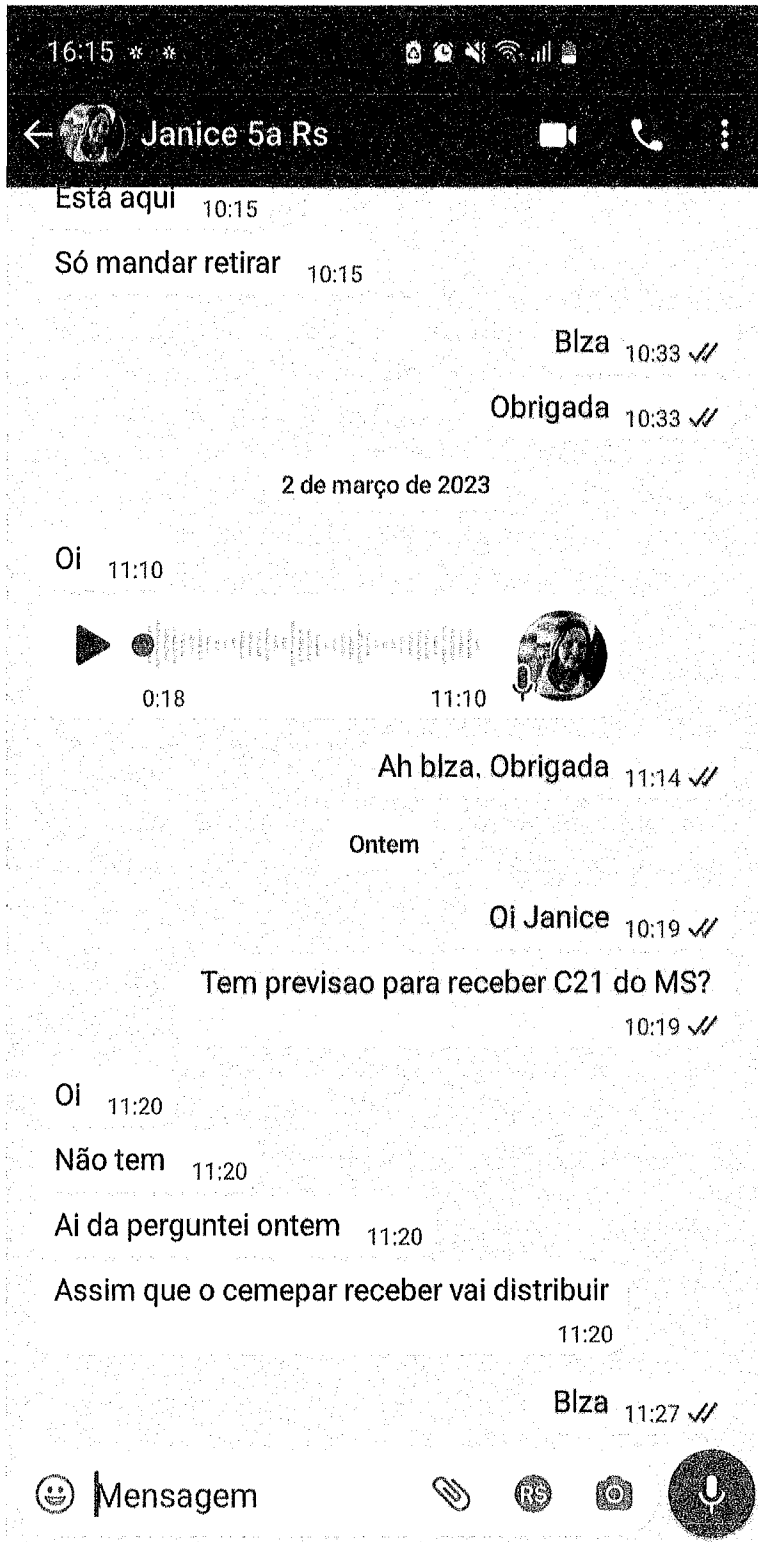 16:15
Janice 5a Rs
Está aqui 10:15
Só mandar retirar 10:15
Blza 10:33
Obrigada 10:33
2 de março de 2023
Oi 11:10
0:18 11:10
Ah blza. Obrigada 11:14
Ontem
Oi Janice 10:19
Tem previsao para receber C21 do MS?
10:19
Oi 11:20
Não tem 11:20
Ai da perguntei ontem 11:20
Assim que o cemepar receber vai distribuir
11:20
Blza 11:27
Mensagem RS